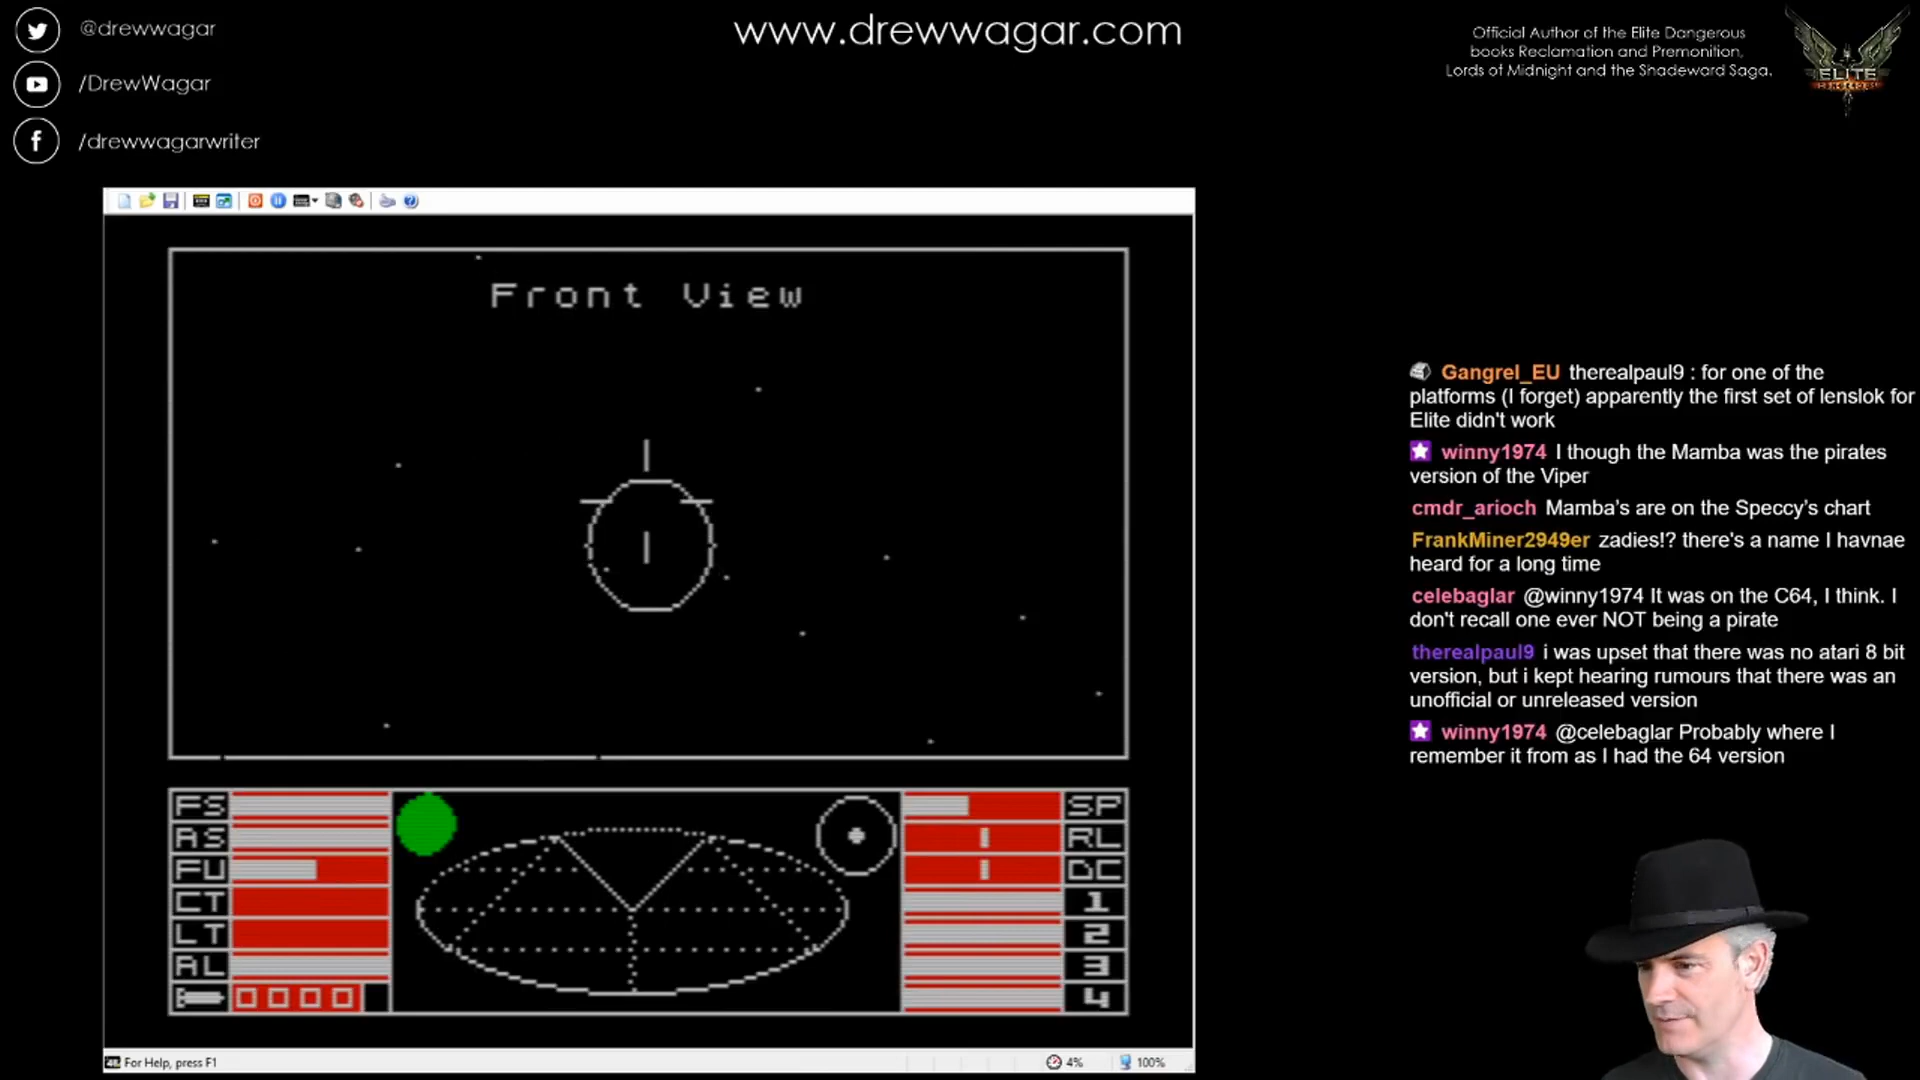 @drewwagar
/DrewWagar
/drewwagarwriter
www.drewwagar.com
Official Author of the Elite Dangerous
books Reclamation and Premonition,
Lords of Midnight and the Shadeward Saga.
ELITE
DANGEROUS
Front View
FS
AS
FU
CT
LT
AL
SP
RL
DC
1
2
3
4
For Help, press F1
4%
100%
Gangrel_EU therealpaul9 : for one of the
platforms (I forget) apparently the first set of lenslok for
Elite didn't work
winny1974 I though the Mamba was the pirates
version of the Viper
cmdr_arioch Mamba's are on the Speccy's chart
FrankMiner2949er zadies!? there's a name I havnae
heard for a long time
celebaglar @winny1974 It was on the C64, I think. I
don't recall one ever NOT being a pirate
therealpaul9 i was upset that there was no atari 8 bit
version, but i kept hearing rumours that there was an
unofficial or unreleased version
winny1974 @celebaglar Probably where I
remember it from as I had the 64 version